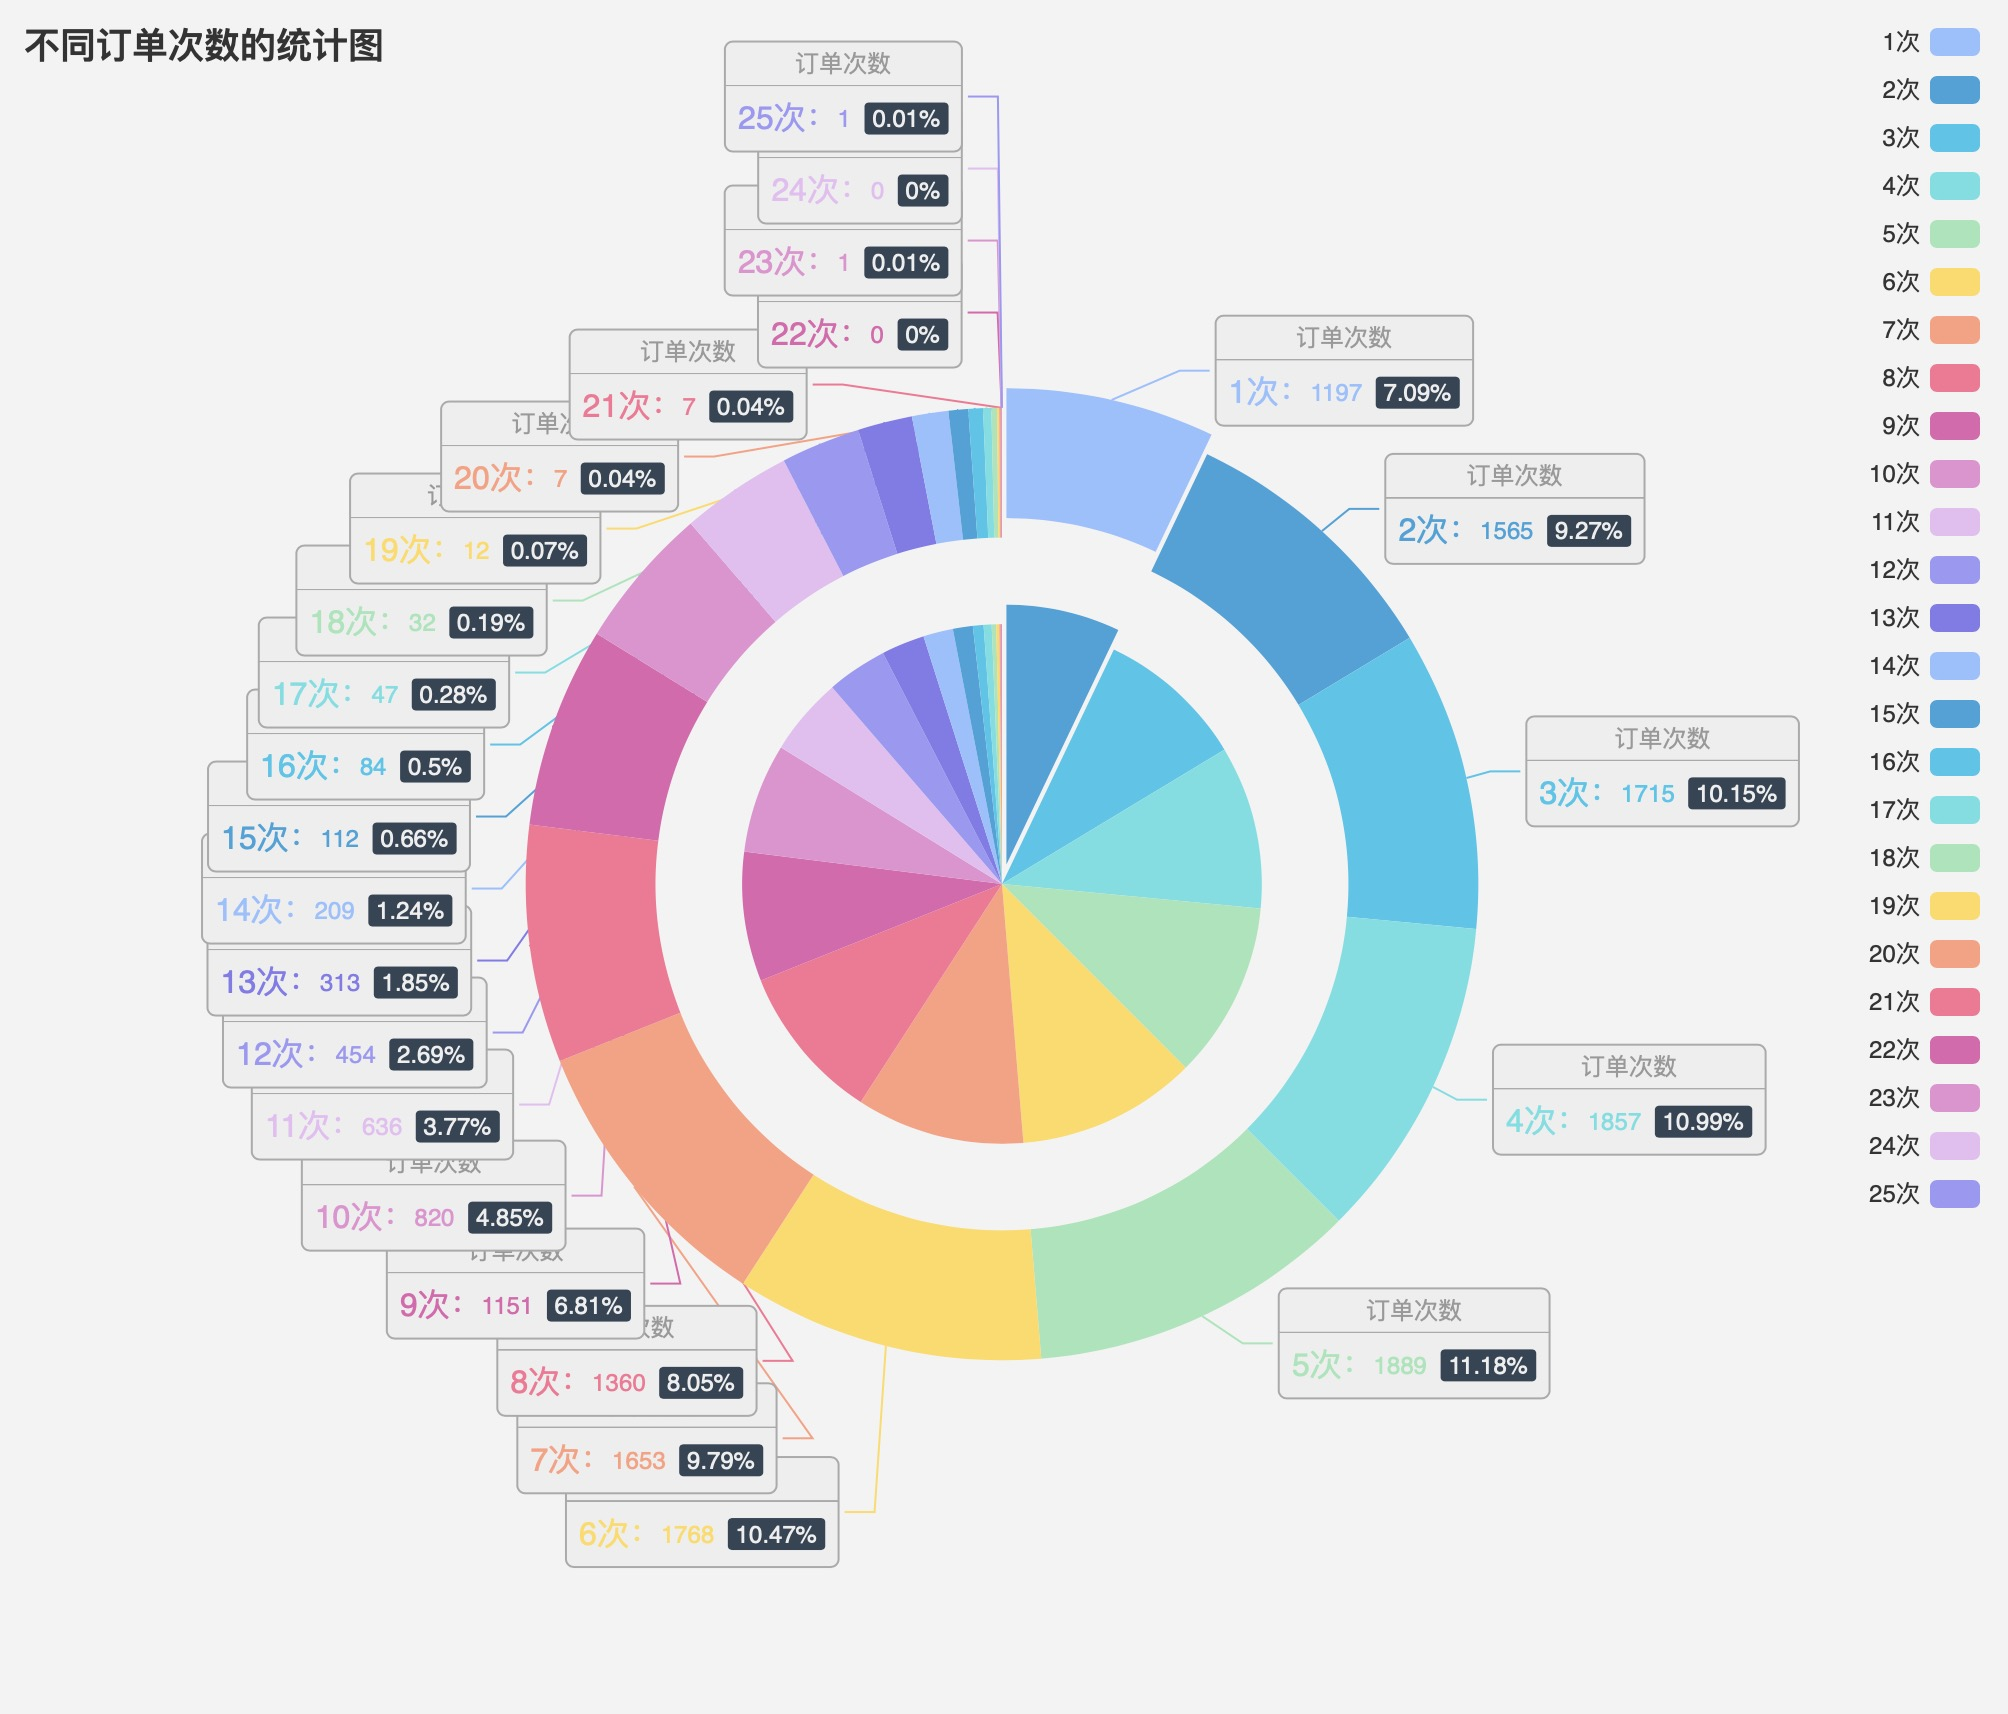 不同订单次数的统计图
订单次数
25次: 1 0.01%
24次: 0 0%
23次: 1 0.01%
22次: 0 0%
订单次数
21次: 7 0.04%
订单
20次: 7 0.04%
19次: 12 0.07%
18次: 32 0.19%
17次: 47 0.28%
16次: 84 0.5%
15次: 112 0.66%
14次: 209 1.24%
13次: 313 1.85%
12次: 454 2.69%
11次: 636 3.77%
订单次数
10次: 820 4.85%
订单次数
9次: 1151 6.81%
次数
8次: 1360 8.05%
7次: 1653 9.79%
6次: 1768 10.47%
订单次数
1次: 1197 7.09%
订单次数
2次: 1565 9.27%
订单次数
3次: 1715 10.15%
订单次数
4次: 1857 10.99%
订单次数
5次: 1889 11.18%
1次
2次
3次
4次
5次
6次
7次
8次
9次
10次
11次
12次
13次
14次
15次
16次
17次
18次
19次
20次
21次
22次
23次
24次
25次